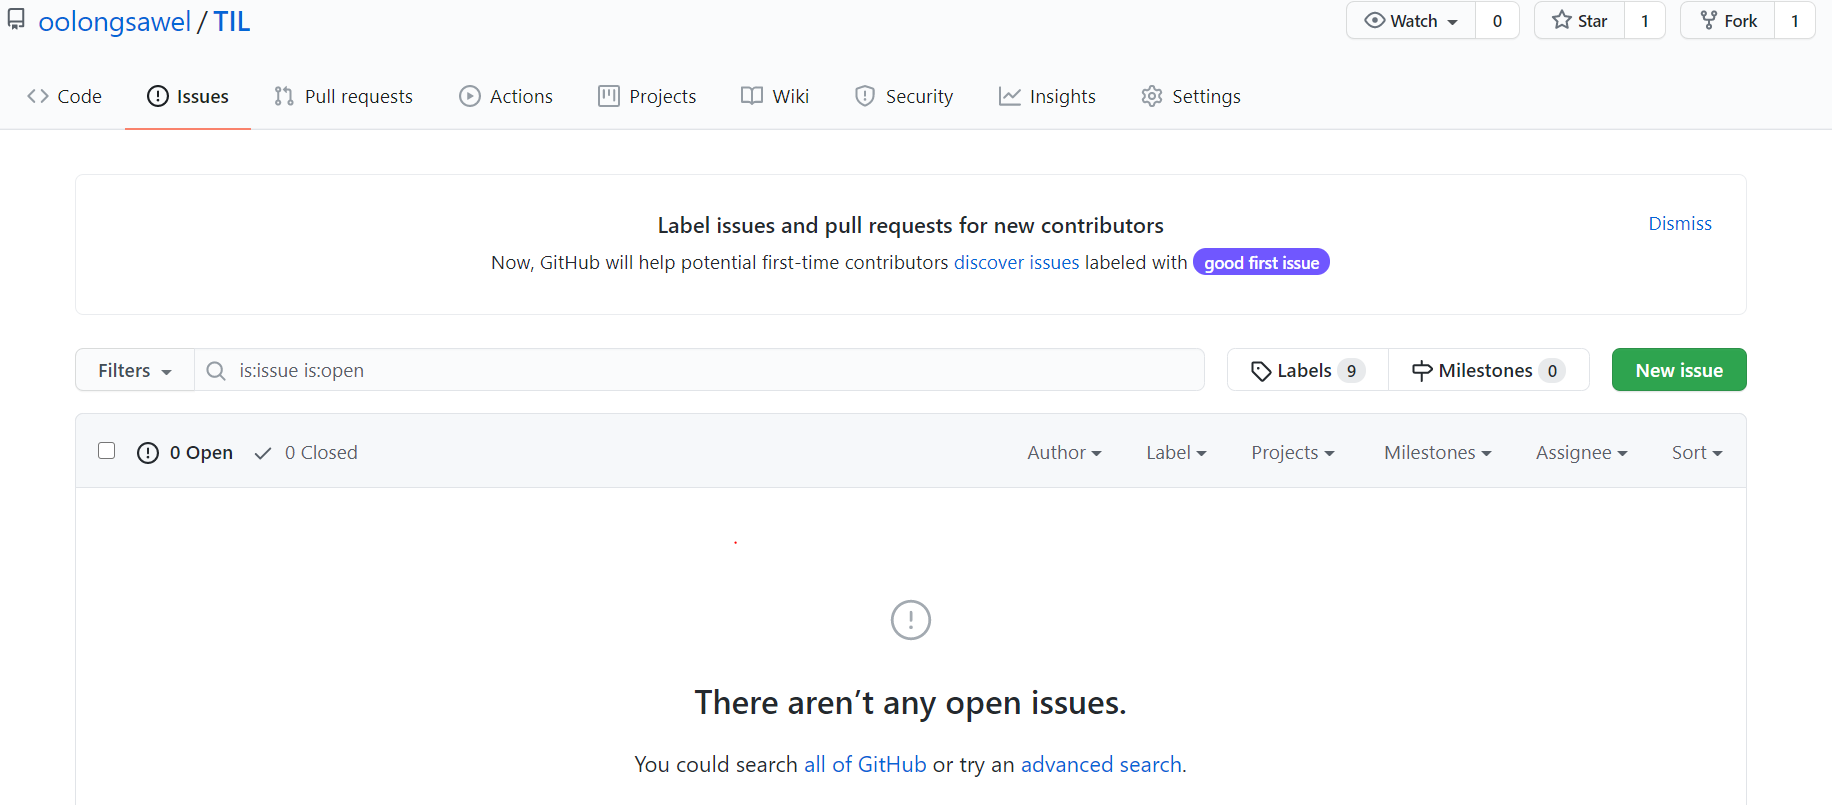 oolongsawel / TIL
Watch 0 Star 1 Fork 1
Code Issues Pull requests Actions Projects Wiki Security Insights Settings
Label issues and pull requests for new contributors
Dismiss
Now, GitHub will help potential first-time contributors discover issues labeled with good first issue
Filters is:issue is:open Labels 9 Milestones 0 New issue
0 Open 0 Closed Author Label Projects Milestones Assignee Sort
There aren’t any open issues.
You could search all of GitHub or try an advanced search.